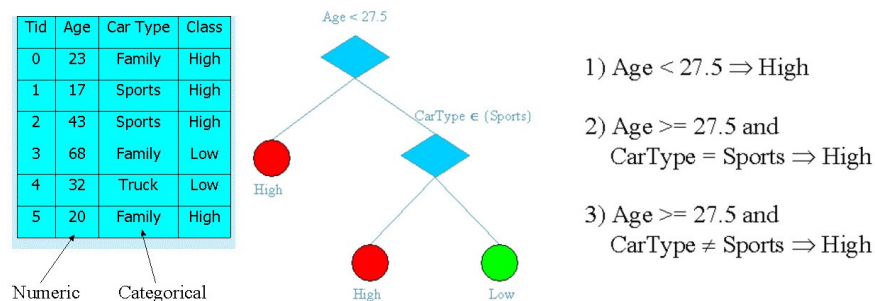 Tid Age Car Type Class
0 23 Family High
1 17 Sports High
2 43 Sports High
3 68 Family Low
4 32 Truck Low
5 20 Family High
Numeric Categorical
Age < 27.5
CarType ∈ (Sports)
High
High Low
1) Age < 27.5 ⇒ High
2) Age >= 27.5 and
CarType = Sports ⇒ High
3) Age >= 27.5 and
CarType ≠ Sports ⇒ High